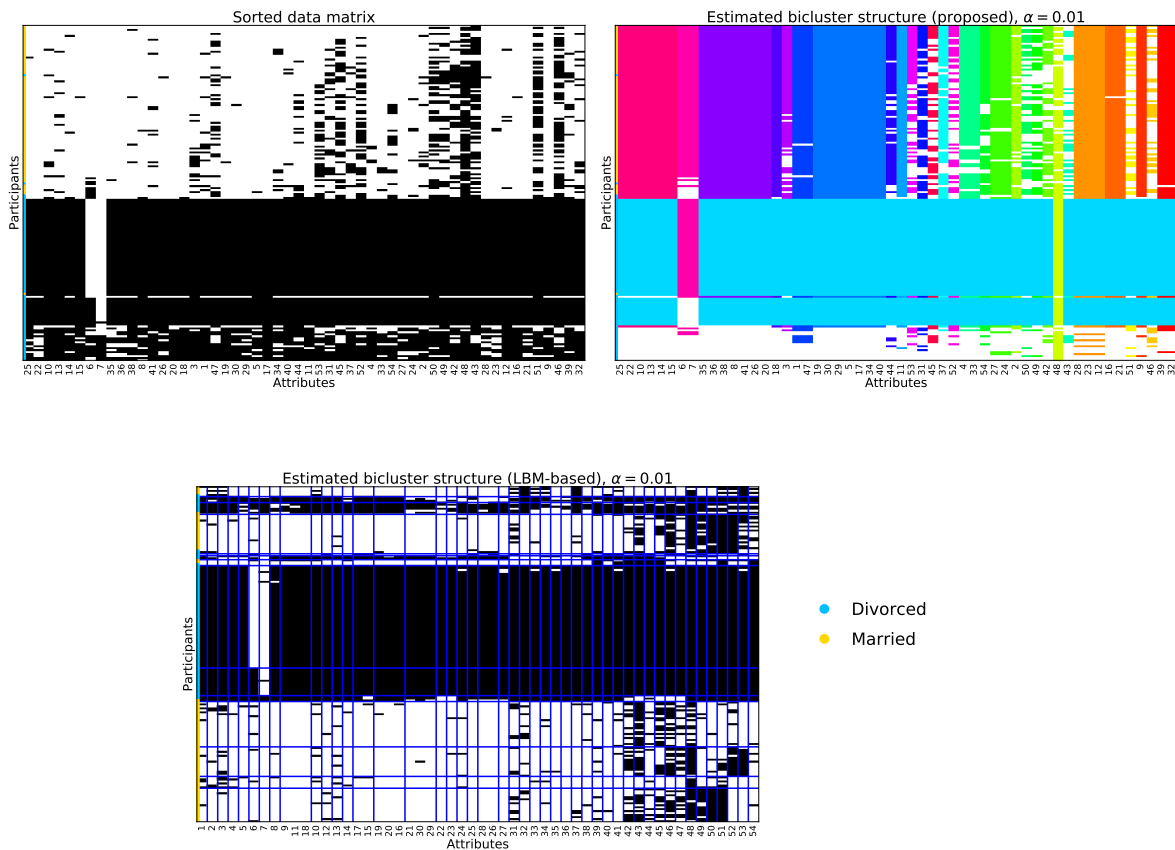 Sorted data matrix
Participants
25 22 10 13 14 15 6 7 35 36 38 8 41 26 20 18 3 1 47 19 30 29 5 17 34 40 44 11 53 31 45 37 52 4 33 54 27 24 2 50 49 42 48 43 28 23 12 16 21 51 9 46 39 32
Attributes
Estimated bicluster structure (proposed), α = 0.01
Participants
25 22 10 13 14 15 6 7 35 36 38 8 41 26 20 18 3 1 47 19 30 29 5 17 34 40 44 11 53 31 45 37 52 4 33 54 27 24 2 50 49 42 48 43 28 23 12 16 21 51 9 46 39 32
Attributes
Estimated bicluster structure (LBM-based), α = 0.01
Participants
1 2 3 4 5 6 7 8 9 11 18 10 12 13 14 17 15 19 20 16 21 30 29 22 23 24 25 28 26 27 31 32 33 34 35 36 37 38 39 40 41 42 43 44 45 46 47 48 49 50 51 52 53 54
Attributes
Divorced
Married